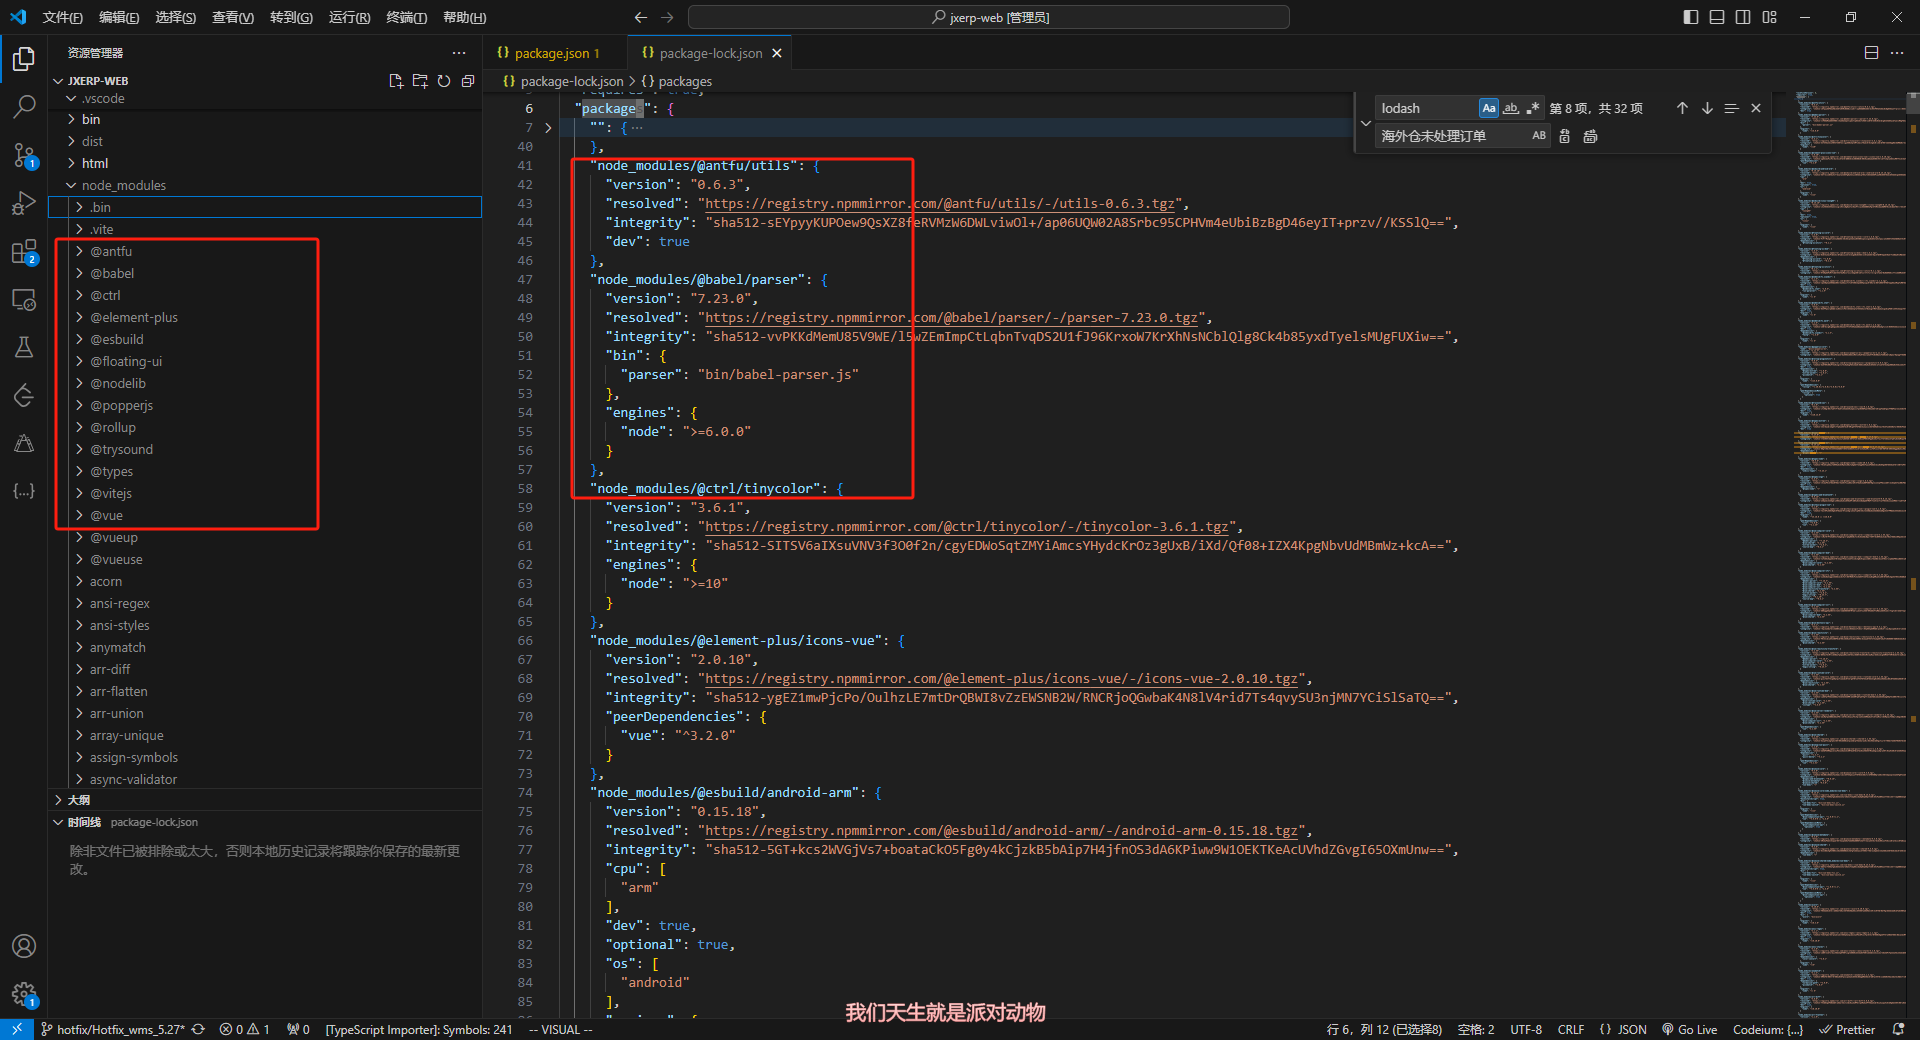 文件(F) 编辑(E) 选择(S) 查看(V) 转到(G) 运行(R) 终端(T) 帮助(H)
jxerp-web [管理员]
资源管理器
JXERP-WEB
.vscode
bin
dist
html
node_modules
.bin
.vite
@antfu
@babel
@ctrl
@element-plus
@esbuild
@floating-ui
@nodelib
@popperjs
@rollup
@trysound
@types
@vitejs
@vue
@vueup
@vueuse
acorn
ansi-regex
ansi-styles
anymatch
arr-diff
arr-flatten
arr-union
array-unique
assign-symbols
async-validator
大纲
时间线 package-lock.json
除非文件已被排除或太大，否则本地历史记录将跟踪你保存的最新更
改。
1
2
1
package.json 1
package-lock.json
package-lock.json > {} packages
lodash
Aa ab
第 8 项，共 32 项
海外仓未处理订单
AB
6 "packages": {
7 "": { ···
40 },
41 "node_modules/@antfu/utils": {
42 "version": "0.6.3",
43 "resolved": "https://registry.npmmirror.com/@antfu/utils/-/utils-0.6.3.tgz",
44 "integrity": "sha512-sEYpyyKUPOew9QsXZ8feRVMzW6DWLviwOl+/ap06UQW02A8Srbc95CPHVm4eUbiBzBgD46eyIT+przv//KSSlQ==",
45 "dev": true
46 },
47 "node_modules/@babel/parser": {
48 "version": "7.23.0",
49 "resolved": "https://registry.npmmirror.com/@babel/parser/-/parser-7.23.0.tgz",
50 "integrity": "sha512-vvPKKdMemU85V9WE/l5wZEmImpCtLqbnTvqDS2U1fJ96KrxoW7KrXhNsNCblQlg8Ck4b85yxdTyelsMUgFUXiw==",
51 "bin": {
52 "parser": "bin/babel-parser.js"
53 },
54 "engines": {
55 "node": ">=6.0.0"
56 }
57 },
58 "node_modules/@ctrl/tinycolor": {
59 "version": "3.6.1",
60 "resolved": "https://registry.npmmirror.com/@ctrl/tinycolor/-/tinycolor-3.6.1.tgz",
61 "integrity": "sha512-SITSV6aIXsuVNV3f3O0f2n/cgyEDWoSqtZMYiAmcsYHydcKrOz3gUxB/iXd/Qf08+IZX4KpgNbvUdMBmWz+kcA==",
62 "engines": {
63 "node": ">=10"
64 }
65 },
66 "node_modules/@element-plus/icons-vue": {
67 "version": "2.0.10",
68 "resolved": "https://registry.npmmirror.com/@element-plus/icons-vue/-/icons-vue-2.0.10.tgz",
69 "integrity": "sha512-ygEZ1mwPjcPo/OulhzLE7mtDrQBWI8vZzEWSNB2W/RNCRjoQGwbaK4N8lV4rid7Ts4qvySU3njMN7YCiSlSaTQ==",
70 "peerDependencies": {
71 "vue": "^3.2.0"
72 }
73 },
74 "node_modules/@esbuild/android-arm": {
75 "version": "0.15.18",
76 "resolved": "https://registry.npmmirror.com/@esbuild/android-arm/-/android-arm-0.15.18.tgz",
77 "integrity": "sha512-5GT+kcs2WVGjVs7+boataCkO5Fg0y4kCjzkB5bAip7H4jfnOS3dA6KPiww9W1OEKTKeAcUVhdZGvgI65OXmUnw==",
78 "cpu": [
79 "arm"
80 ],
81 "dev": true,
82 "optional": true,
83 "os": [
84 "android"
85 ],
我们天生就是派对动物
hotfix/Hotfix_wms_5.27* 0 1 0 [TypeScript Importer]: Symbols: 241 -- VISUAL -- 行 6，列 12 (已选择8) 空格: 2 UTF-8 CRLF {} JSON Go Live Codeium: {...} Prettier